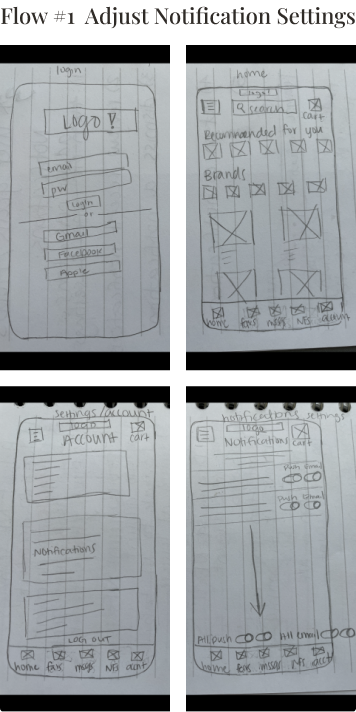 Flow #1 Adjust Notification Settings
login
LOGO!
email
pw
login
or
Gmail
Facebook
Apple
home
Logo!
search
cart
Recommended for you
Brands
home favs msgs NFS account
settings/account
logo
Account
cart
Notifications
LOG OUT
home favs msgs NFS acnt
notifications settings
logo
Notifications
cart
Push Email
Push Email
All push All email
home favs mssgs nfs acct